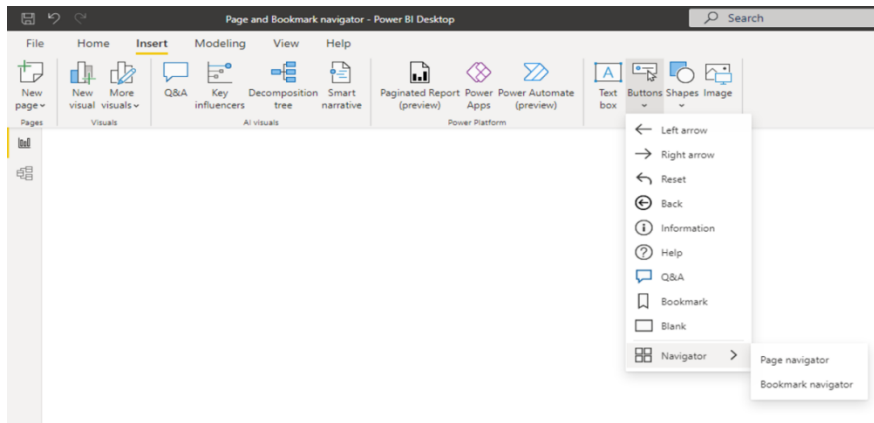 Page and Bookmark navigator - Power BI Desktop
Search
File Home Insert Modeling View Help
New page
New visual
More visuals
Q&A
Key influencers
Decomposition tree
Smart narrative
Paginated Report (preview)
Power Apps
Power Automate (preview)
Text box
Buttons
Shapes
Image
Pages
Visuals
AI visuals
Power Platform
A
Left arrow
Right arrow
Reset
Back
Information
Help
Q&A
Bookmark
Blank
Navigator
Page navigator
Bookmark navigator